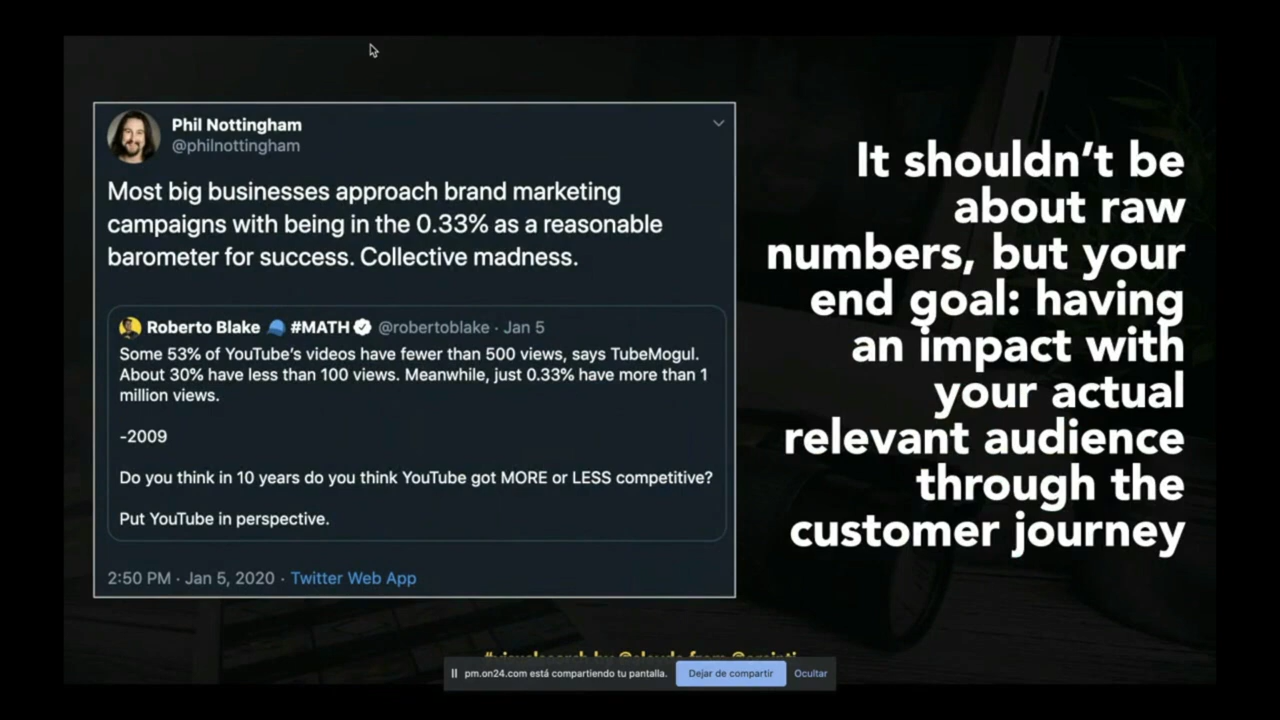 Phil Nottingham
@philnottingham
Most big businesses approach brand marketing
campaigns with being in the 0.33% as a reasonable
barometer for success. Collective madness.
Roberto Blake 🧢 #MATH @robertoblake · Jan 5
Some 53% of YouTube's videos have fewer than 500 views, says TubeMogul.
About 30% have less than 100 views. Meanwhile, just 0.33% have more than 1
million views.
-2009
Do you think in 10 years do you think YouTube got MORE or LESS competitive?
Put YouTube in perspective.
2:50 PM · Jan 5, 2020 · Twitter Web App
It shouldn't be
about raw
numbers, but your
end goal: having
an impact with
your actual
relevant audience
through the
customer journey
pm.on24.com está compartiendo tu pantalla.
Dejar de compartir
Ocultar